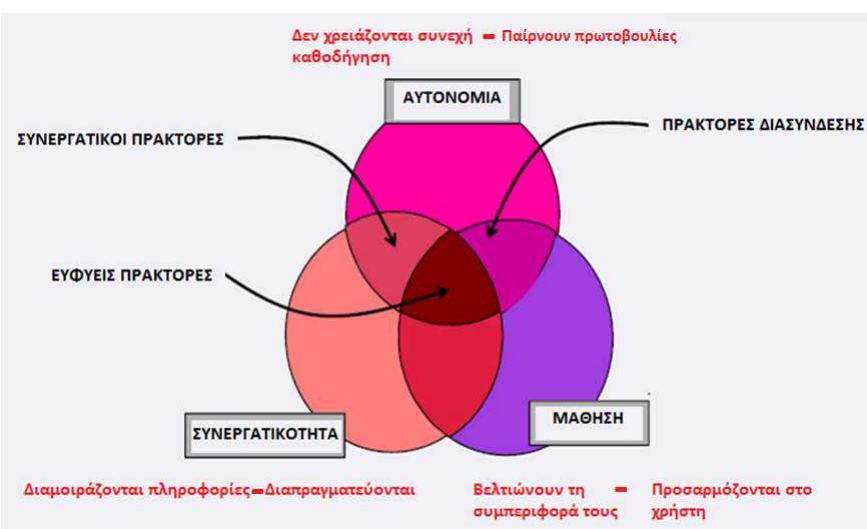 Δεν χρειάζονται συνεχή – Παίρνουν πρωτοβουλίες
καθοδήγηση
ΑΥΤΟΝΟΜΙΑ
ΣΥΝΕΡΓΑΤΙΚΟΙ ΠΡΑΚΤΟΡΕΣ
ΠΡΑΚΤΟΡΕΣ ΔΙΑΣΥΝΔΕΣΗΣ
ΕΥΦΥΕΙΣ ΠΡΑΚΤΟΡΕΣ
ΣΥΝΕΡΓΑΤΙΚΟΤΗΤΑ
ΜΑΘΗΣΗ
Διαμοιράζονται πληροφορίες–Διαπραγματεύονται
Βελτιώνουν τη – Προσαρμόζονται στο
συμπεριφορά τους χρήστη